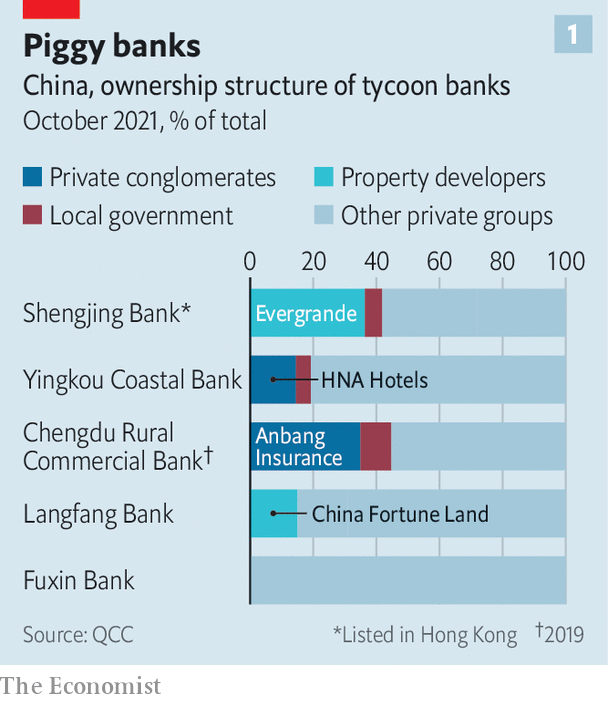 Piggy banks
1
China, ownership structure of tycoon banks
October 2021, % of total
Private conglomerates
Property developers
Local government
Other private groups
0 20 40 60 80 100
Shengjing Bank*
Evergrande
Yingkou Coastal Bank
HNA Hotels
Chengdu Rural
Commercial Bank†
Anbang
Insurance
Langfang Bank
China Fortune Land
Fuxin Bank
Source: QCC
*Listed in Hong Kong †2019
The Economist